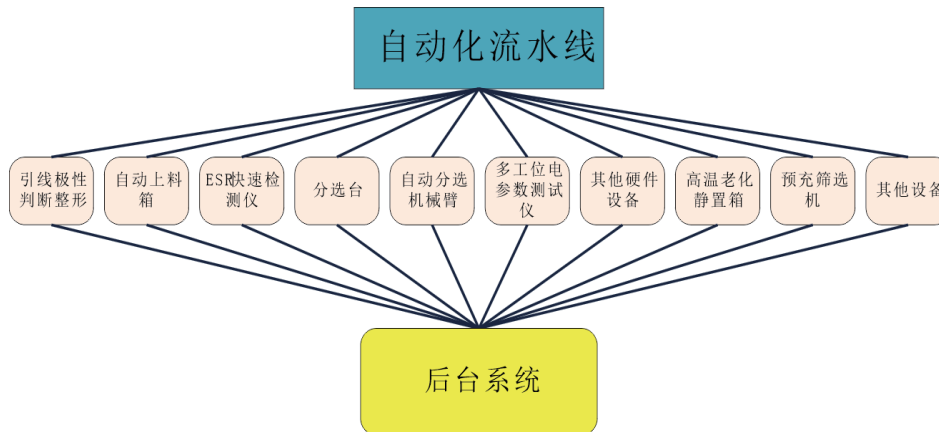 自动化流水线
引线极性
判断整形
自动上料
箱
ESR快速检
测仪
分选台
自动分选
机械臂
多工位电
参数测试
仪
其他硬件
设备
高温老化
静置箱
预充筛选
机
其他设备
后台系统